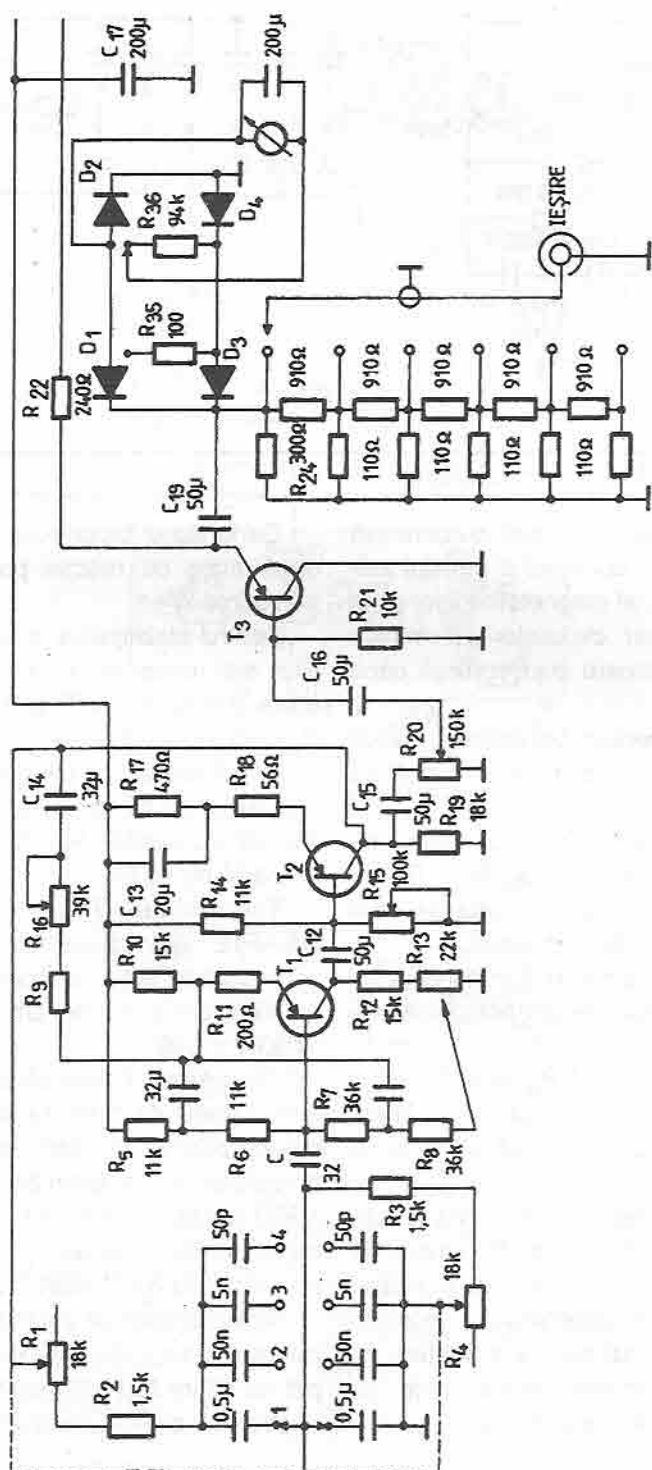 R1
18k
R2
1,5k
0,5µ
50n
5n
50p
1
2
3
4
0,5µ
50n
5n
50p
R4
18k
R3
1,5k
C
32
R5
11k
R6
11k
32µ
R7
36k
R8
36k
R9
R16
39k
C14
32µ
R10
15k
R11
200Ω
T1
R12
15k
R13
22k
C12
50µ
C13
20µ
R14
11k
R15
100k
R17
470Ω
R18
56Ω
T2
C15
50µ
R19
18k
R20
150k
C16
50µ
R21
10k
T3
C19
50µ
R22
240Ω
D1
D2
D3
D4
R35
100
R36
94k
C17
200µ
200µ
R24
300Ω
910Ω
910Ω
910Ω
910Ω
910Ω
110Ω
110Ω
110Ω
110Ω
110Ω
IEȘIRE